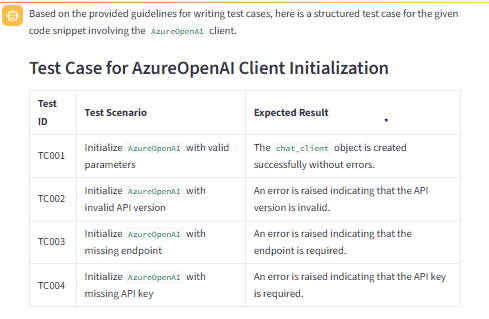 Based on the provided guidelines for writing test cases, here is a structured test case for the given
code snippet involving the AzureOpenAI client.
Test Case for AzureOpenAI Client Initialization
Test ID Test Scenario Expected Result
TC001 Initialize AzureOpenAI with valid parameters The chat_client object is created successfully without errors.
TC002 Initialize AzureOpenAI with invalid API version An error is raised indicating that the API version is invalid.
TC003 Initialize AzureOpenAI with missing endpoint An error is raised indicating that the endpoint is required.
TC004 Initialize AzureOpenAI with missing API key An error is raised indicating that the API key is required.